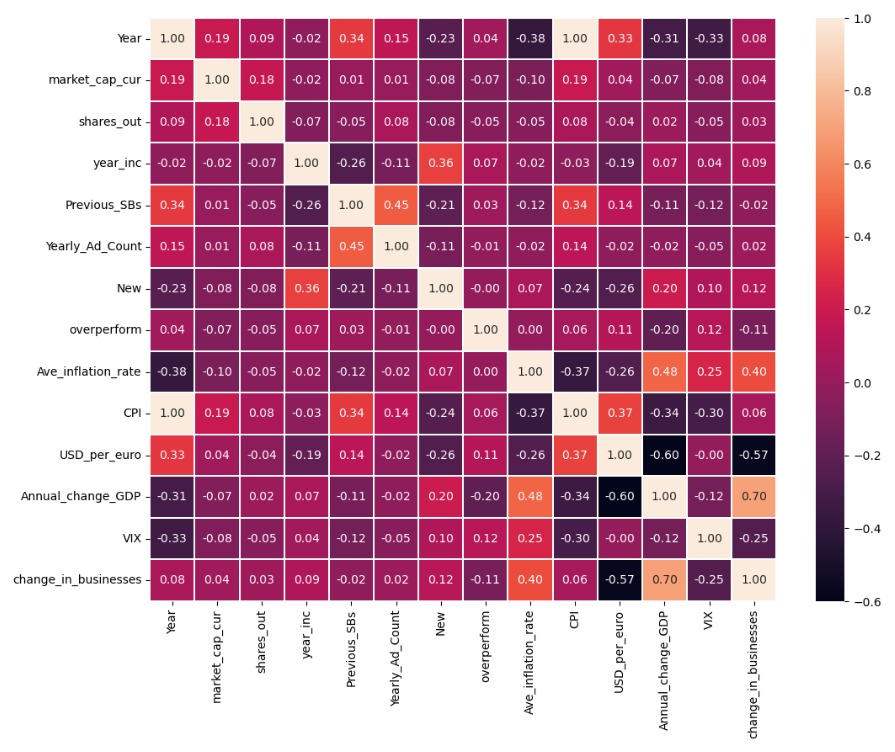 Year 1.00 0.19 0.09 -0.02 0.34 0.15 -0.23 0.04 -0.38 1.00 0.33 -0.31 -0.33 0.08
market_cap_cur 0.19 1.00 0.18 -0.02 0.01 0.01 -0.08 -0.07 -0.10 0.19 0.04 -0.07 -0.08 0.04
shares_out 0.09 0.18 1.00 -0.07 -0.05 0.08 -0.08 -0.05 -0.05 0.08 -0.04 0.02 -0.05 0.03
year_inc -0.02 -0.02 -0.07 1.00 -0.26 -0.11 0.36 0.07 -0.02 -0.03 -0.19 0.07 0.04 0.09
Previous_SBs 0.34 0.01 -0.05 -0.26 1.00 0.45 -0.21 0.03 -0.12 0.34 0.14 -0.11 -0.12 -0.02
Yearly_Ad_Count 0.15 0.01 0.08 -0.11 0.45 1.00 -0.11 -0.01 -0.02 0.14 -0.02 -0.02 -0.05 0.02
New -0.23 -0.08 -0.08 0.36 -0.21 -0.11 1.00 -0.00 0.07 -0.24 -0.26 0.20 0.10 0.12
overperform 0.04 -0.07 -0.05 0.07 0.03 -0.01 -0.00 1.00 0.00 0.06 0.11 -0.20 0.12 -0.11
Ave_inflation_rate -0.38 -0.10 -0.05 -0.02 -0.12 -0.02 0.07 0.00 1.00 -0.37 -0.26 0.48 0.25 0.40
CPI 1.00 0.19 0.08 -0.03 0.34 0.14 -0.24 0.06 -0.37 1.00 0.37 -0.34 -0.30 0.06
USD_per_euro 0.33 0.04 -0.04 -0.19 0.14 -0.02 -0.26 0.11 -0.26 0.37 1.00 -0.60 -0.00 -0.57
Annual_change_GDP -0.31 -0.07 0.02 0.07 -0.11 -0.02 0.20 -0.20 0.48 -0.34 -0.60 1.00 -0.12 0.70
VIX -0.33 -0.08 -0.05 0.04 -0.12 -0.05 0.10 0.12 0.25 -0.30 -0.00 -0.12 1.00 -0.25
change_in_businesses 0.08 0.04 0.03 0.09 -0.02 0.02 0.12 -0.11 0.40 0.06 -0.57 0.70 -0.25 1.00
Year
market_cap_cur
shares_out
year_inc
Previous_SBs
Yearly_Ad_Count
New
overperform
Ave_inflation_rate
CPI
USD_per_euro
Annual_change_GDP
VIX
change_in_businesses
1.0
0.8
0.6
0.4
0.2
0.0
−0.2
−0.4
−0.6